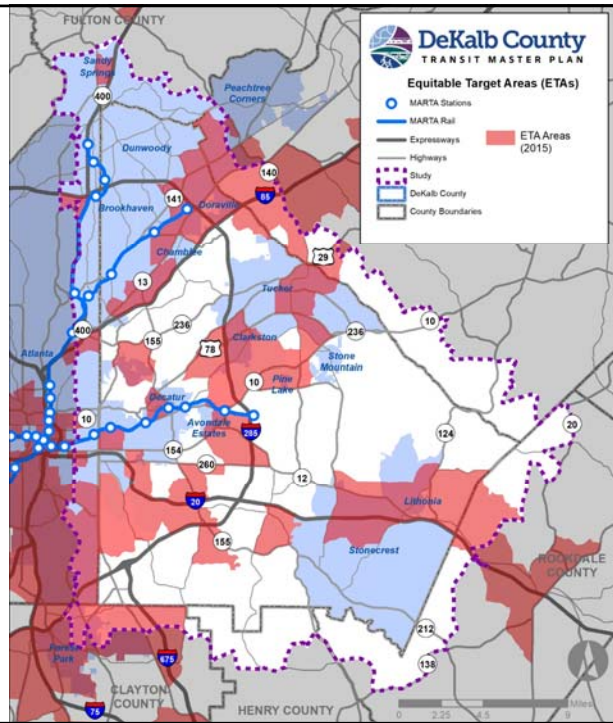 FULTON COUNTY
Sandy
Springs
400
Peachtree
Corners
DeKalb County
TRANSIT MASTER PLAN
Equitable Target Areas (ETAs)
MARTA Stations
MARTA Rail
Expressways
Highways
Study
DeKalb County
County Boundaries
ETA Areas
(2015)
Dunwoody
140
85
141
Doraville
Brookhaven
Chamblee
29
13
Tucker
400
236
155
10
236
Atlanta
78
Clarkston
Stone
Mountain
Pine
Lake
10
Decatur
10
Avondale
Estates
285
124
20
154
260
12
20
Lithonia
155
Stonecrest
ROCKDALE
COUNTY
212
Forest
Park
675
138
CLAYTON
COUNTY
75
HENRY COUNTY
0 2.25 4.5 9
Miles